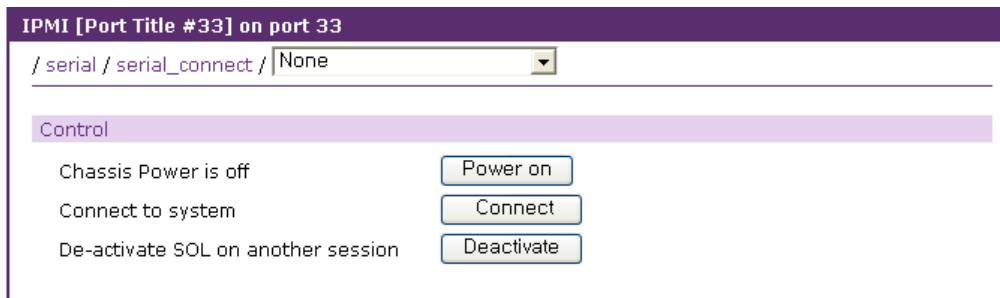 IPMI [Port Title #33] on port 33
/ serial / serial_connect / None
Control
Chassis Power is off Power on
Connect to system Connect
De-activate SOL on another session Deactivate